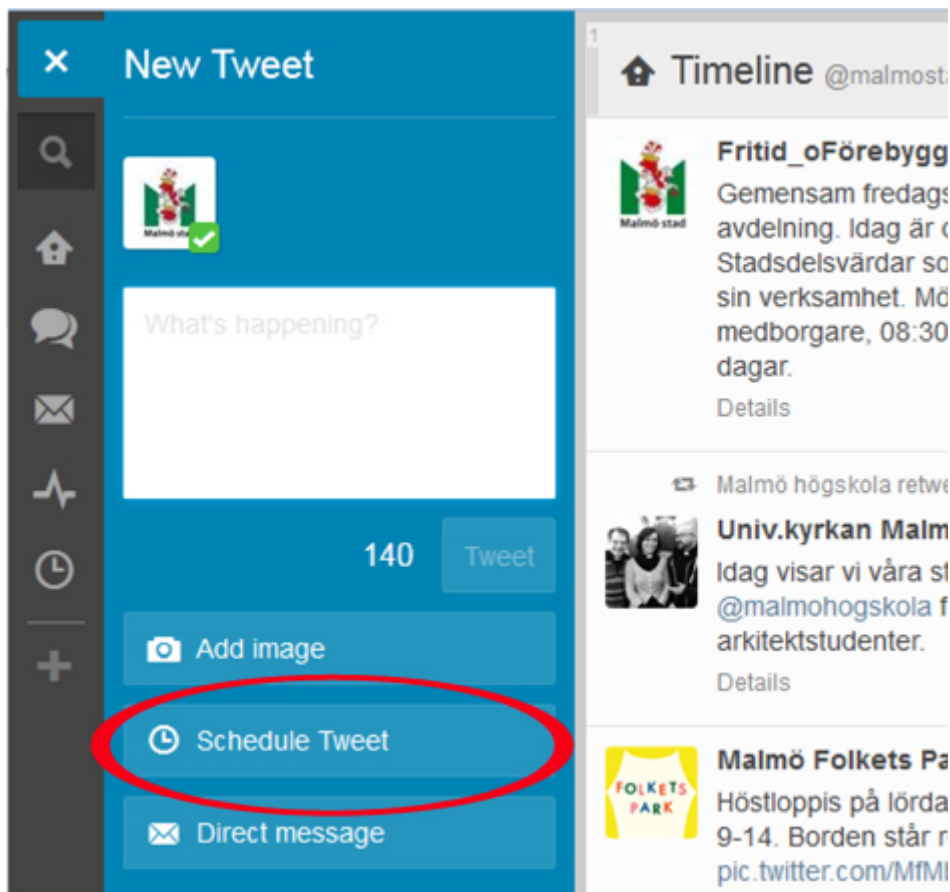 New Tweet
Malmö stad
What's happening?
140
Tweet
Add image
Schedule Tweet
Direct message
1
Timeline @malmost
Malmö stad
Fritid_oFörebygg
Gemensam fredags
avdelning. Idag är
Stadsdelsvärdar so
sin verksamhet. Mö
medborgare, 08:30
dagar.
Details
Malmö högskola retwe
Univ.kyrkan Malm
Idag visar vi våra st
@malmohogskola f
arkitektstudenter.
Details
FOLKETS
PARK
Malmö Folkets Pa
Höstloppis på lörda
9-14. Borden står r
pic.twitter.com/MfM